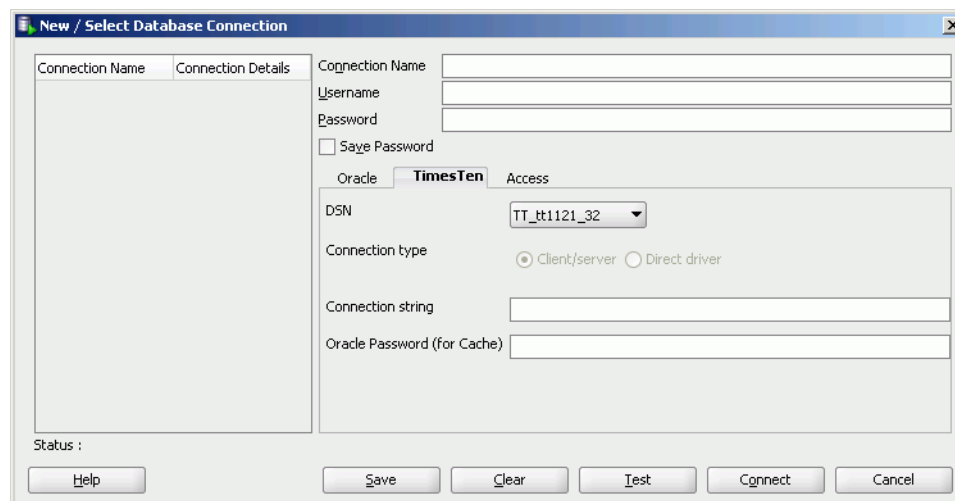 New / Select Database Connection
Connection Name Connection Details
Connection Name
Username
Password
Save Password
Oracle TimesTen Access
DSN TT_tt1121_32
Connection type Client/server Direct driver
Connection string
Oracle Password (for Cache)
Status :
Help Save Clear Test Connect Cancel